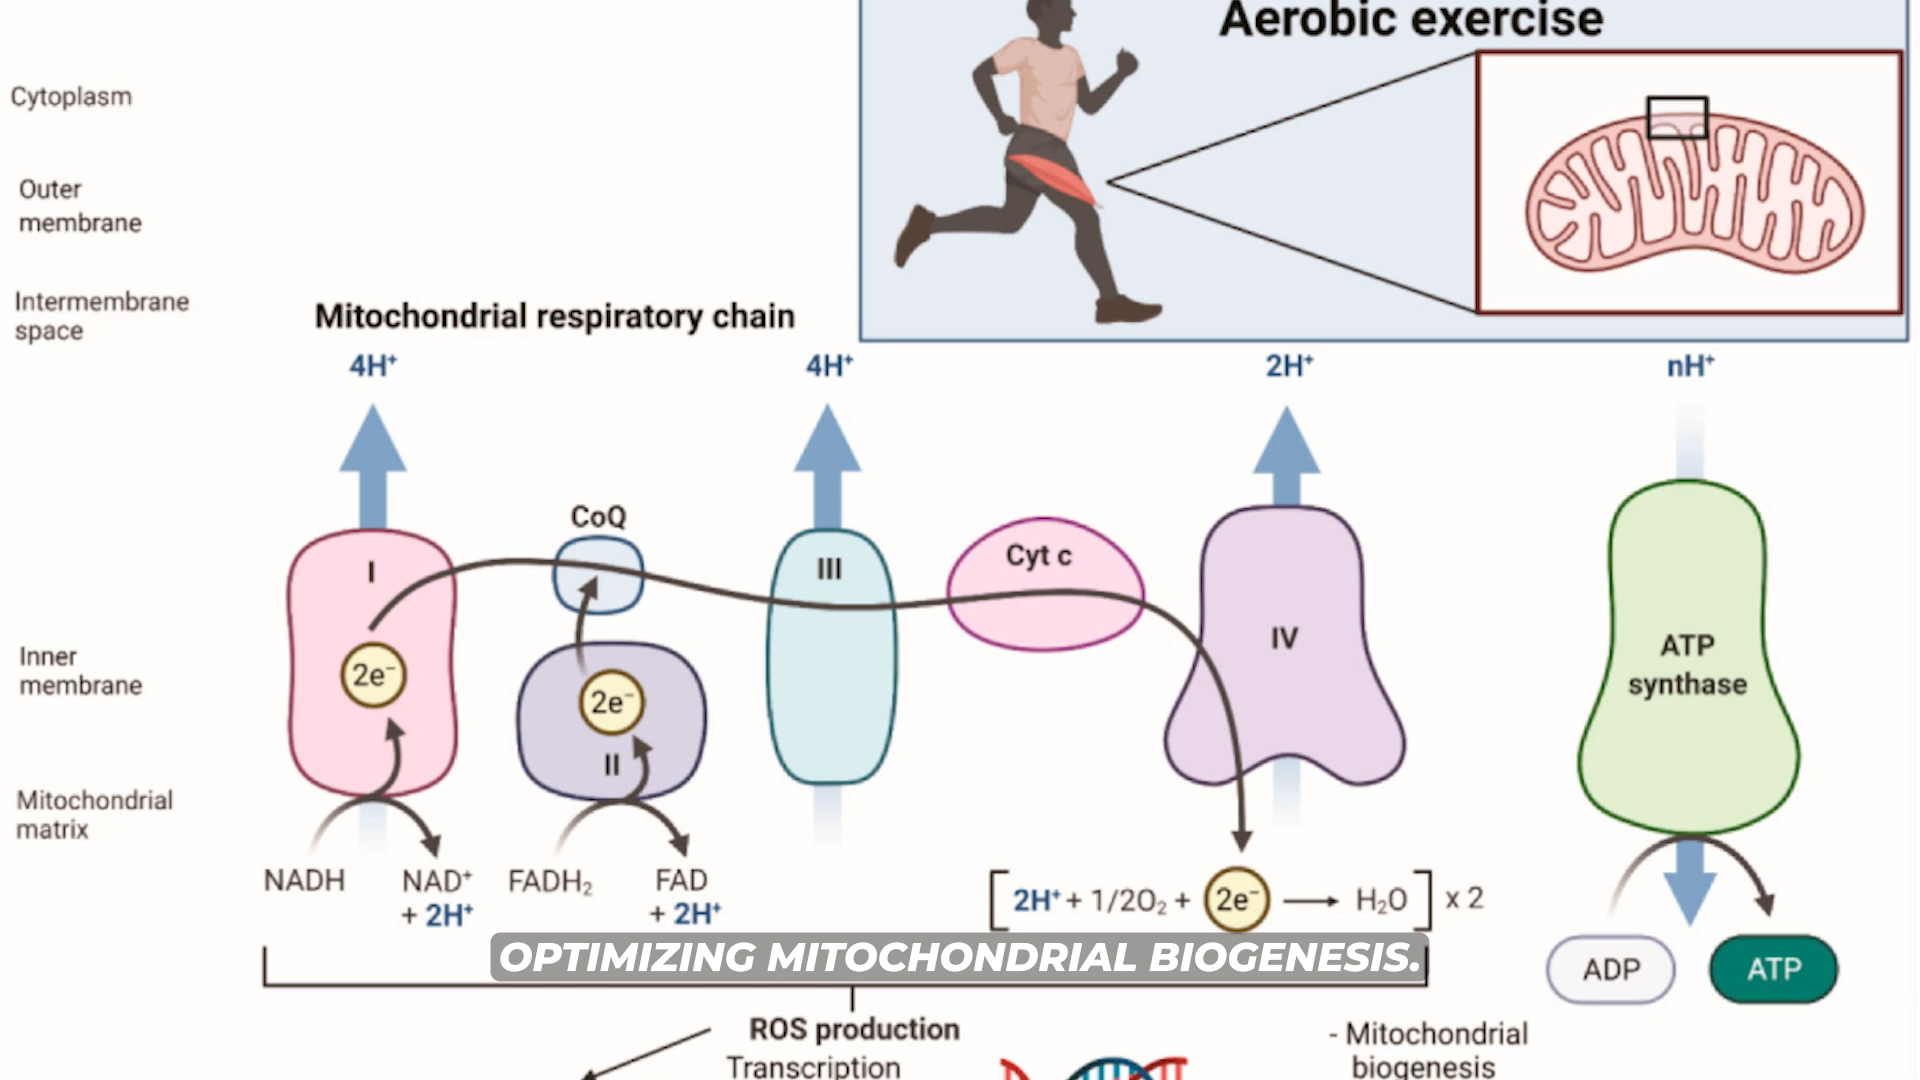 Aerobic exercise
Cytoplasm
Outer
membrane
Intermembrane
space
Mitochondrial respiratory chain
4H⁺
4H⁺
2H⁺
nH⁺
CoQ
I
III
Cyt c
IV
ATP
synthase
Inner
membrane
2e⁻
2e⁻
II
Mitochondrial
matrix
NADH
NAD⁺
+ 2H⁺
FADH₂
FAD
+ 2H⁺
[2H⁺ + 1/2O₂ + 2e⁻ → H₂O] x 2
OPTIMIZING MITOCHONDRIAL BIOGENESIS.
ADP
ATP
ROS production
Transcription
- Mitochondrial
biogenesis